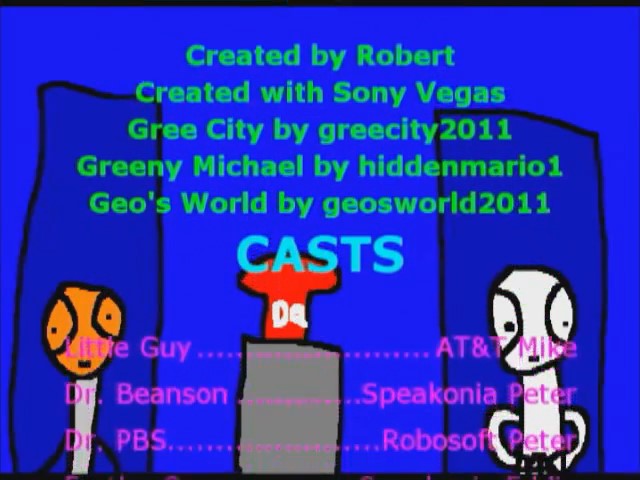 Created by Robert
Created with Sony Vegas
Gree City by greecity2011
Greeny Michael by hiddenmario1
Geo's World by geosworld2011
CASTS
DQ
Little Guy........................AT&T Mike
Dr. Beanson..............Speakonia Peter
Dr. PBS.....................Robosoft Peter